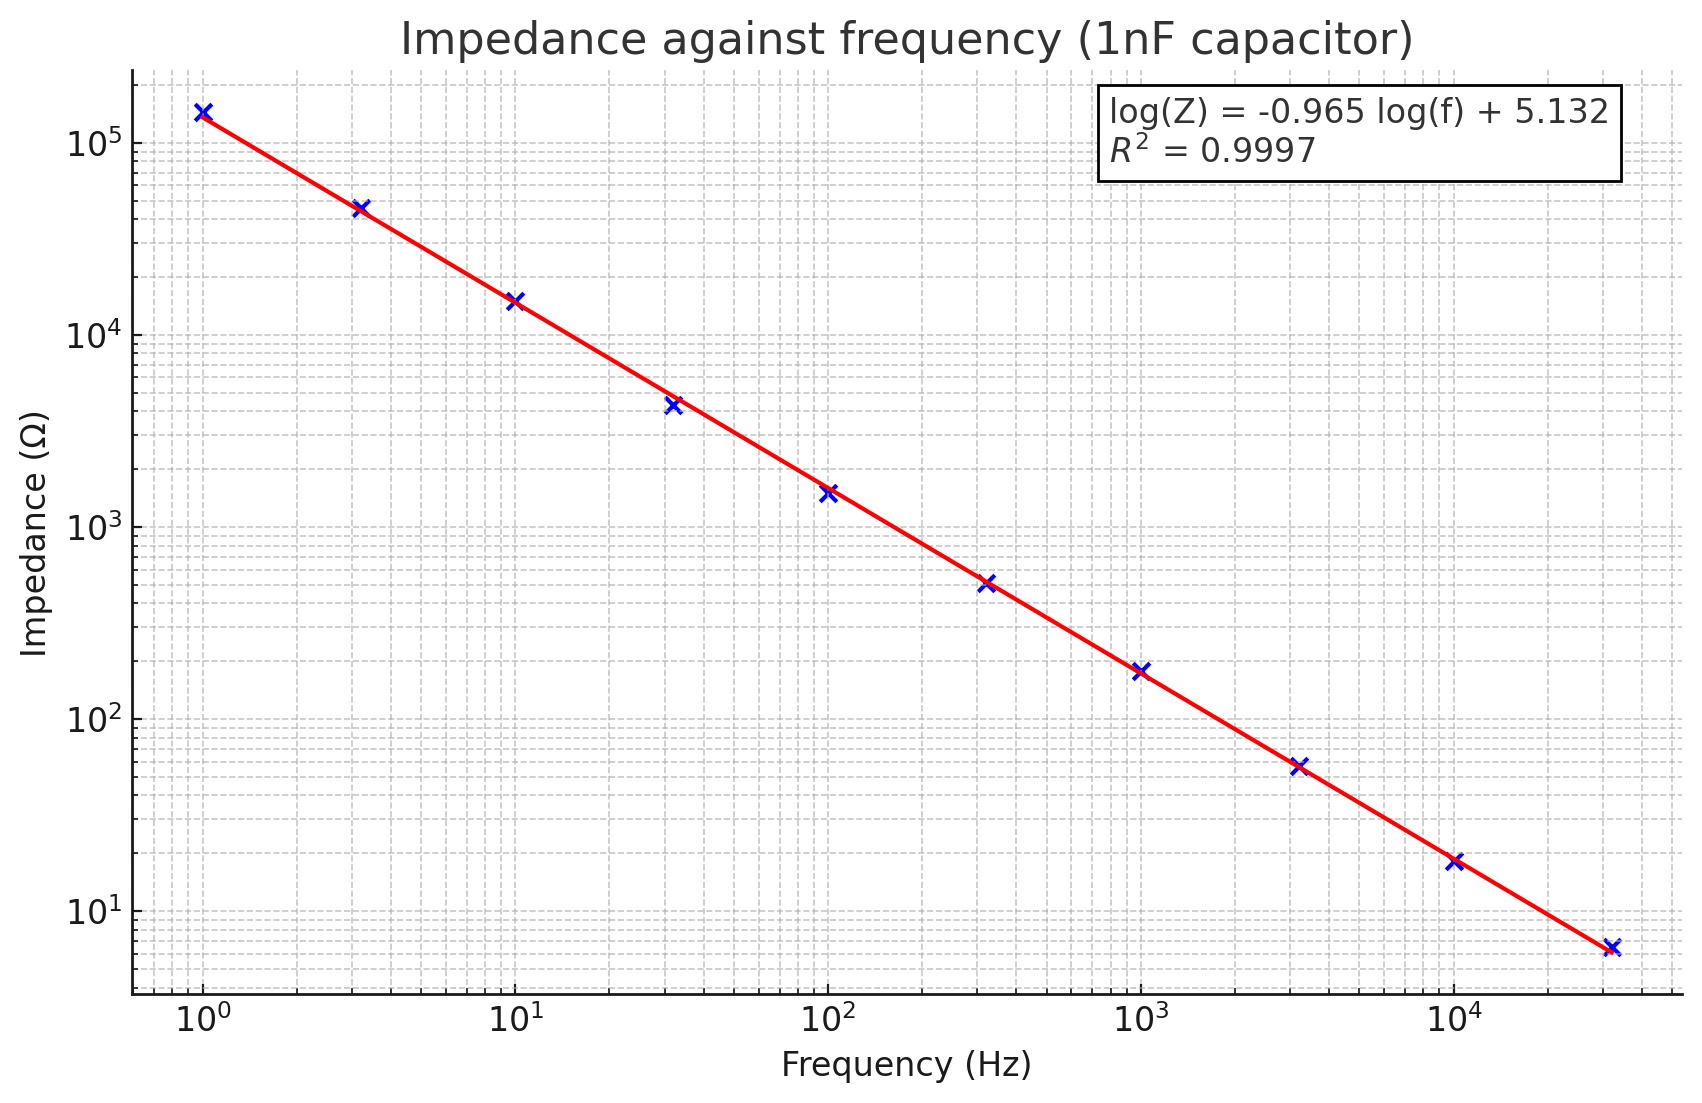 Impedance against frequency (1nF capacitor)
log(Z) = -0.965 log(f) + 5.132
R² = 0.9997
Impedance (Ω)
10⁵
10⁴
10³
10²
10¹
10⁰ 10¹ 10² 10³ 10⁴
Frequency (Hz)